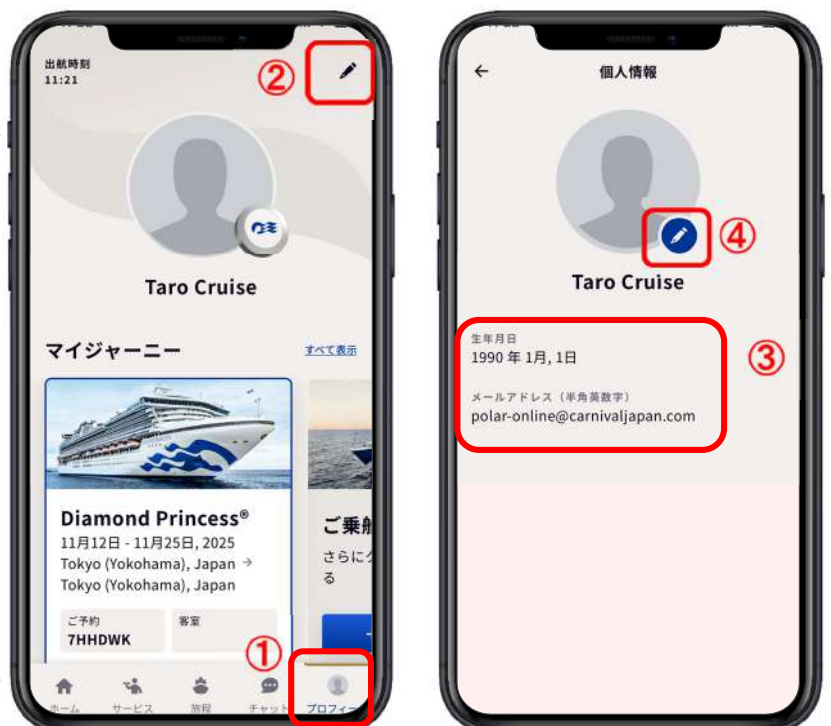 出航時刻
11:21
②
Taro Cruise
マイジャーニー
すべて表示
Diamond Princess®
11月12日 - 11月25日, 2025
Tokyo (Yokohama), Japan →
Tokyo (Yokohama), Japan
ご予約
7HHDWK
客室
ご乗船
さらに
る
①
ホーム
サービス
旅程
チャット
プロフィー
←
個人情報
④
Taro Cruise
生年月日
1990 年 1月, 1日
③
メールアドレス（半角英数字）
polar-online@carnivaljapan.com